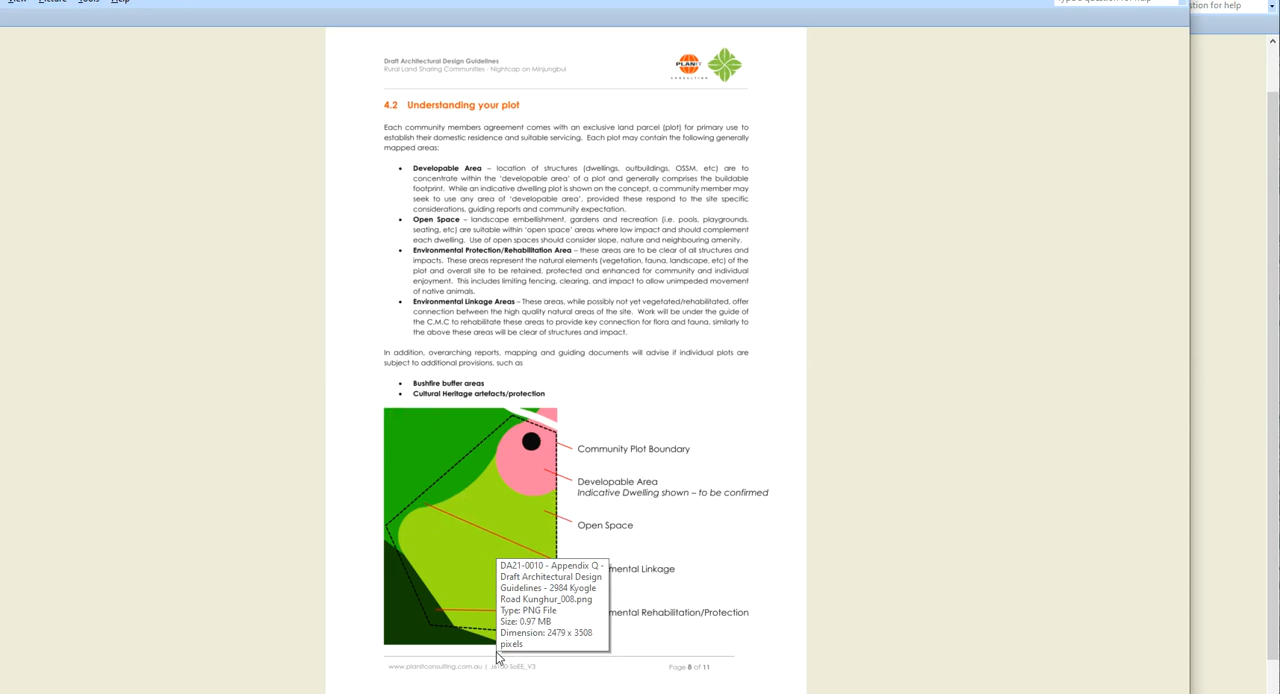 View Picture Tools Help
stion for help
Draft Architectural Design Guidelines
Rural Land Sharing Communities - Nightcap on Minjungbul
PLANIT
CONSULTING
4.2 Understanding your plot
Each community members agreement comes with an exclusive land parcel (plot) for primary use to
establish their domestic residence and suitable servicing. Each plot may contain the following generally
mapped areas:
• Developable Area – location of structures (dwellings, outbuildings, OSSM, etc) are to
concentrate within the 'developable area' of a plot and generally comprises the buildable
footprint. While an indicative dwelling plot is shown on the concept, a community member may
seek to use any area of 'developable area', provided these respond to the site specific
considerations, guiding reports and community expectation.
• Open Space – landscape embellishment, gardens and recreation (i.e. pools, playgrounds,
seating, etc) are suitable within 'open space' areas where low impact and should complement
each dwelling. Use of open spaces should consider slope, nature and neighbouring amenity.
• Environmental Protection/Rehabilitation Area – these areas are to be clear of all structures and
impacts. These areas represent the natural elements (vegetation, fauna, landscape, etc) of the
plot and overall site to be retained, protected and enhanced for community and individual
enjoyment. This includes limiting fencing, clearing, and impact to allow unimpeded movement
of native animals.
• Environmental Linkage Areas – These areas, while possibly not yet vegetated/rehabilitated, offer
connection between the high quality natural areas of the site. Work will be under the guide of
the C.M.C to rehabilitate these areas to provide key connection for flora and fauna, similarly to
the above these areas will be clear of structures and impact.
In addition, overarching reports, mapping and guiding documents will advise if individual plots are
subject to additional provisions, such as
• Bushfire buffer areas
• Cultural Heritage artefacts/protection
Community Plot Boundary
Developable Area
Indicative Dwelling shown – to be confirmed
Open Space
mental Linkage
mental Rehabilitation/Protection
DA21-0010 - Appendix Q -
Draft Architectural Design
Guidelines - 2984 Kyogle
Road Kunghur_008.png
Type: PNG File
Size: 0.97 MB
Dimension: 2479 x 3508
pixels
www.planitconsulting.com.au | J6100 SoEE_V3
Page 8 of 11